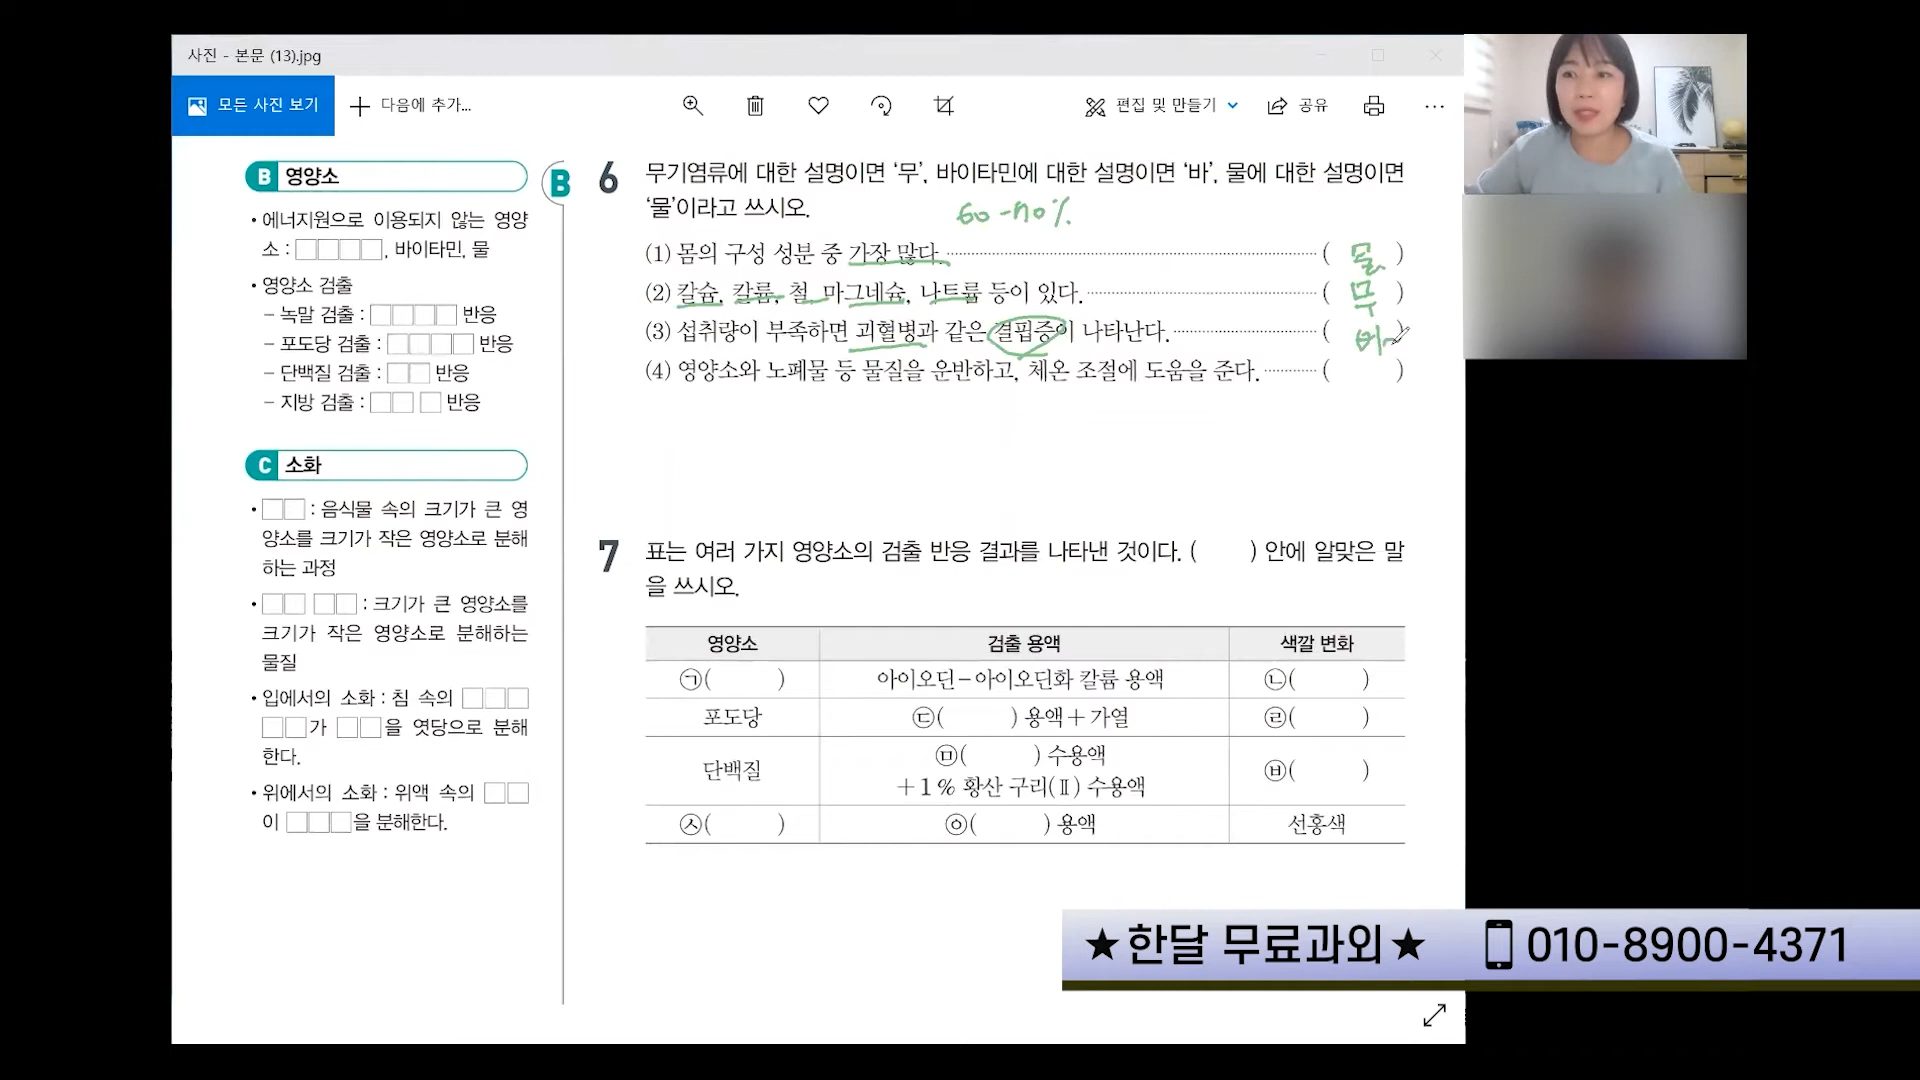 사진 - 본문 (13).jpg
모든 사진 보기
다음에 추가...
편집 및 만들기
공유
B 영양소
• 에너지원으로 이용되지 않는 영양
소 : □□□□, 바이타민, 물
• 영양소 검출
– 녹말 검출 : □□□□ 반응
– 포도당 검출 : □□□□ 반응
– 단백질 검출 : □□ 반응
– 지방 검출 : □□ □ 반응
C 소화
• □□ : 음식물 속의 크기가 큰 영
양소를 크기가 작은 영양소로 분해
하는 과정
• □□ □□ : 크기가 큰 영양소를
크기가 작은 영양소로 분해하는
물질
• 입에서의 소화 : 침 속의 □□□
□□가 □□을 엿당으로 분해
한다.
• 위에서의 소화 : 위액 속의 □□
이 □□□을 분해한다.
B
6 무기염류에 대한 설명이면 ‘무’, 바이타민에 대한 설명이면 ‘바’, 물에 대한 설명이면
‘물’이라고 쓰시오.
60-70%
(1) 몸의 구성 성분 중 가장 많다. ( 물 )
(2) 칼슘, 칼륨, 철, 마그네슘, 나트륨 등이 있다. ( 무 )
(3) 섭취량이 부족하면 괴혈병과 같은 결핍증이 나타난다. ( 바 )
(4) 영양소와 노폐물 등 물질을 운반하고, 체온 조절에 도움을 준다. ( )
7 표는 여러 가지 영양소의 검출 반응 결과를 나타낸 것이다. ( ) 안에 알맞은 말
을 쓰시오.
영양소 검출 용액 색깔 변화
㉠( ) 아이오딘-아이오딘화 칼륨 용액 ㉡( )
포도당 ㉢( ) 용액+가열 ㉣( )
단백질 ㉤( ) 수용액
+1 % 황산 구리(Ⅱ) 수용액 ㉥( )
㉦( ) ㉧( ) 용액 선홍색
★한달 무료과외★ 010-8900-4371